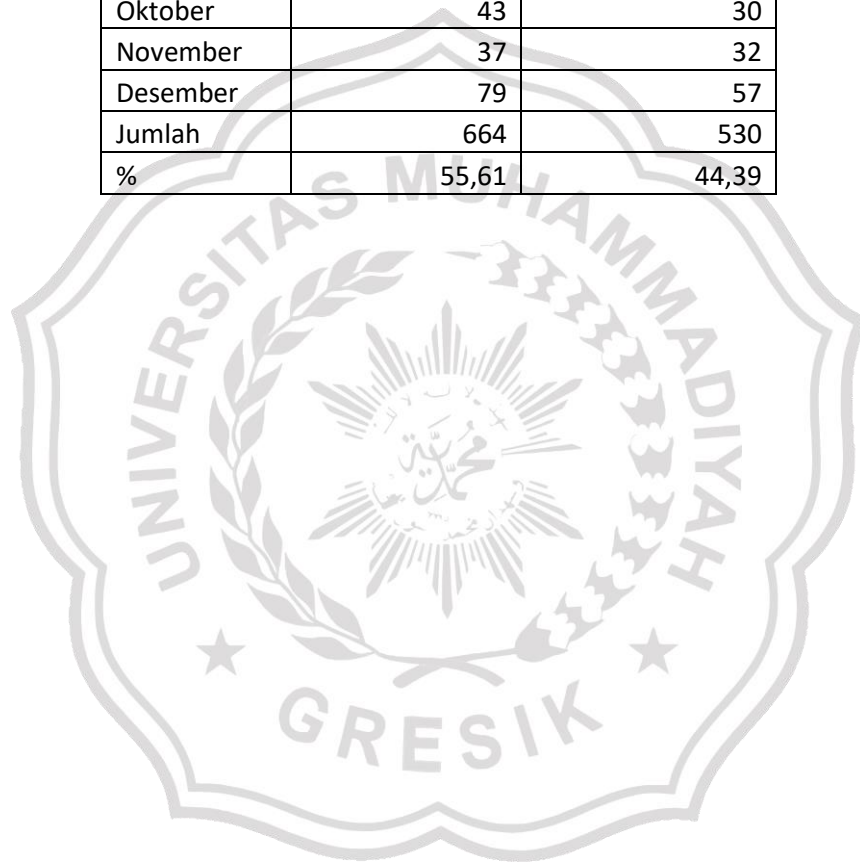 Oktober 43 30
November 37 32
Desember 79 57
Jumlah 664 530
% 55,61 44,39
UNIVERSITAS MUHAMMADIYAH
GRESIK